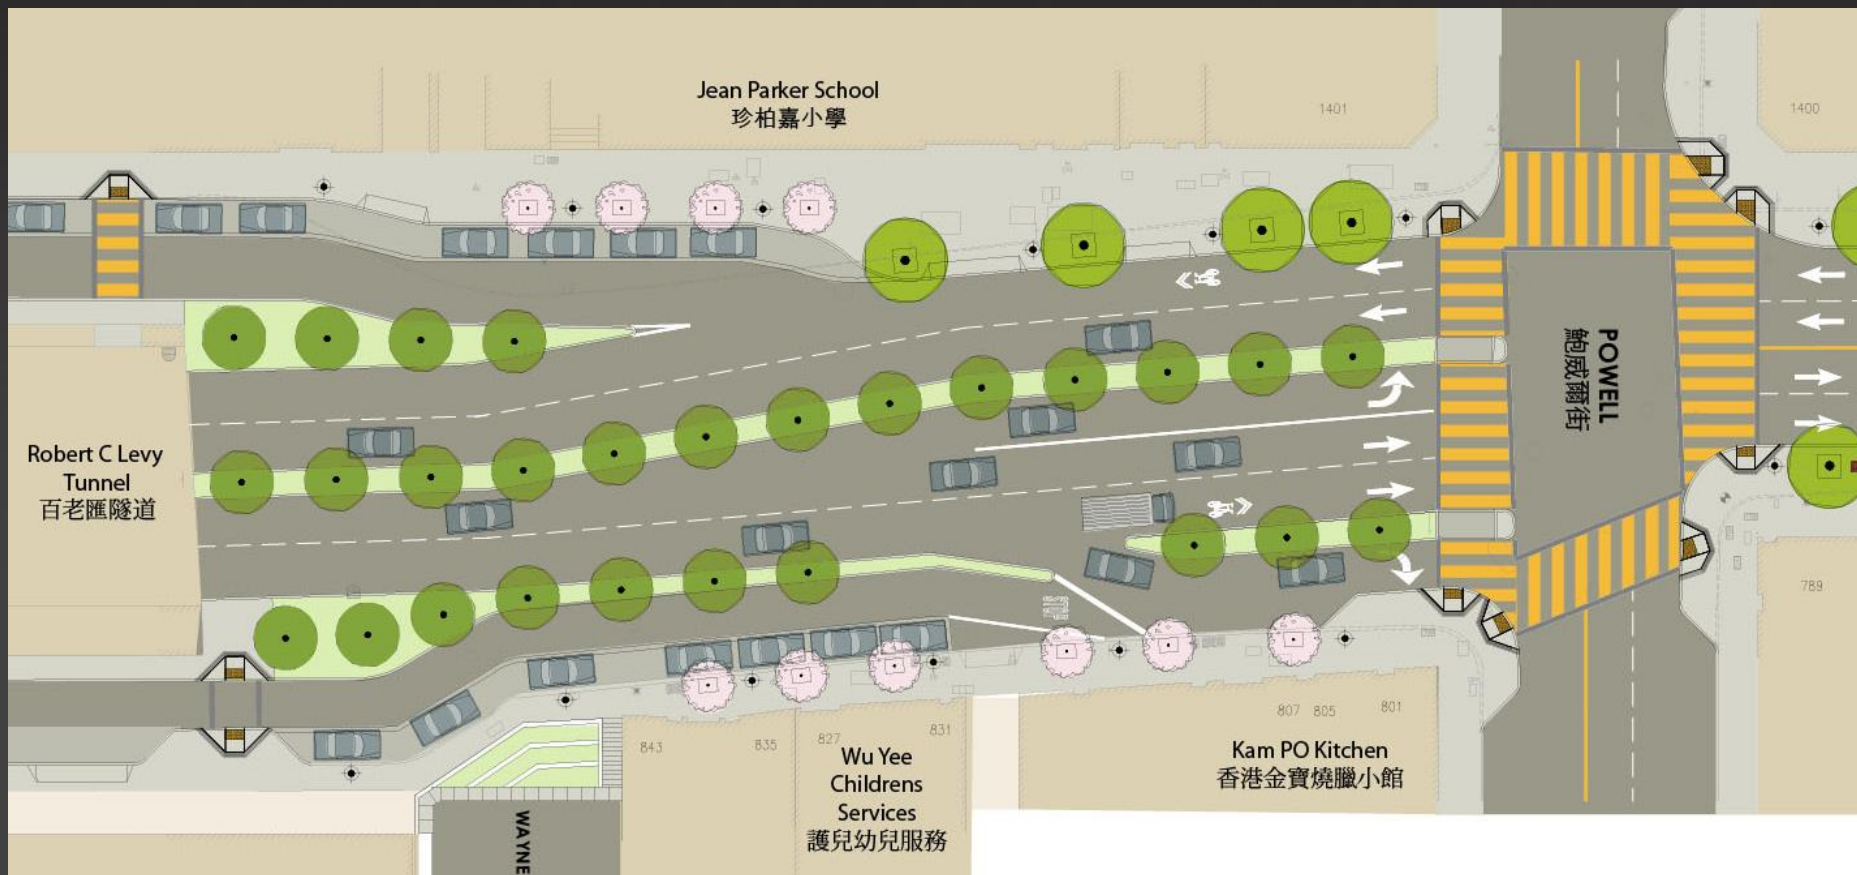 Jean Parker School
珍柏嘉小學
1401
1400
POWELL
鮑威爾街
Robert C Levy
Tunnel
百老匯隧道
STOP
789
843
835
827
831
Wu Yee
Childrens
Services
護兒幼兒服務
807
805
801
Kam PO Kitchen
香港金寶燒臘小館
WAYNE